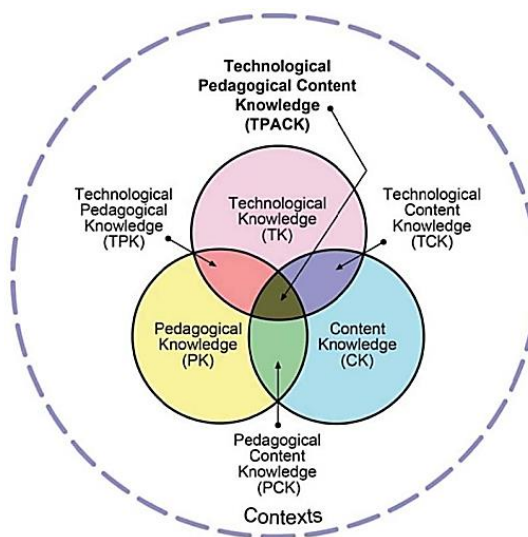 Technological
Pedagogical Content
Knowledge
(TPACK)
Technological
Pedagogical
Knowledge
(TPK)
Technological
Knowledge
(TK)
Technological
Content
Knowledge
(TCK)
Pedagogical
Knowledge
(PK)
Content
Knowledge
(CK)
Pedagogical
Content
Knowledge
(PCK)
Contexts